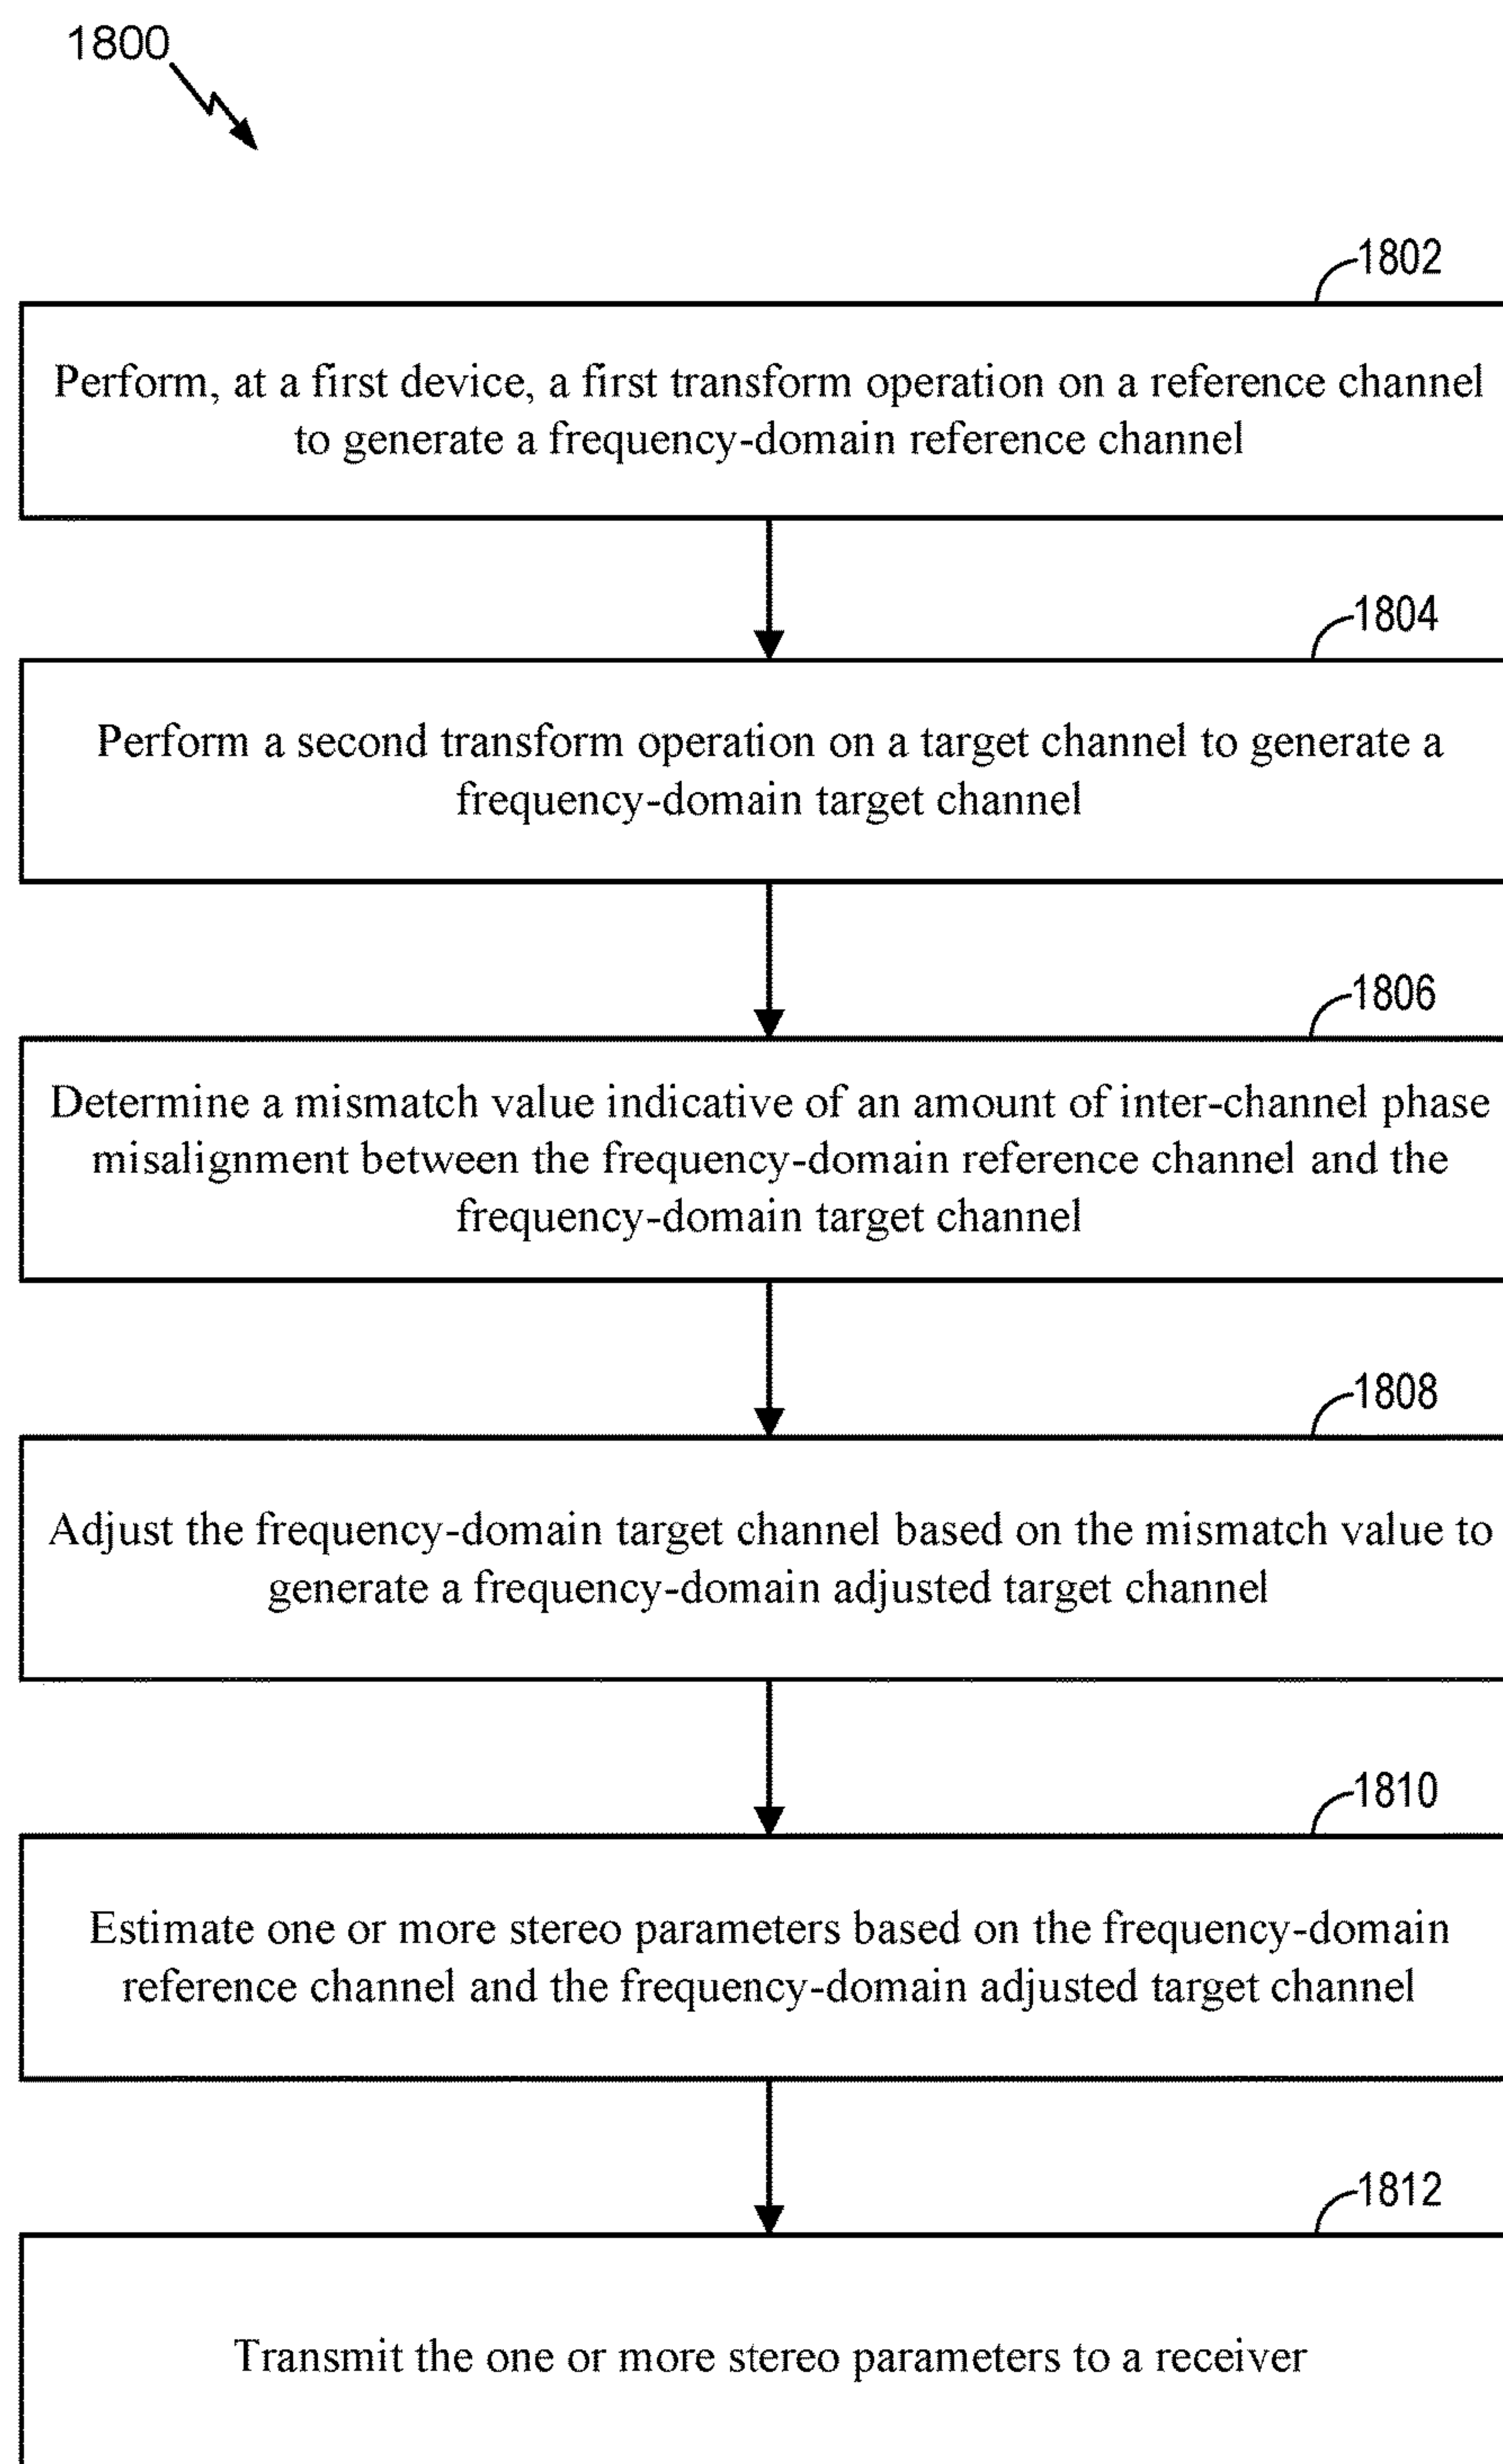 1800
1802
Perform, at a first device, a first transform operation on a reference channel
to generate a frequency-domain reference channel
1804
Perform a second transform operation on a target channel to generate a
frequency-domain target channel
1806
Determine a mismatch value indicative of an amount of inter-channel phase
misalignment between the frequency-domain reference channel and the
frequency-domain target channel
1808
Adjust the frequency-domain target channel based on the mismatch value to
generate a frequency-domain adjusted target channel
1810
Estimate one or more stereo parameters based on the frequency-domain
reference channel and the frequency-domain adjusted target channel
1812
Transmit the one or more stereo parameters to a receiver